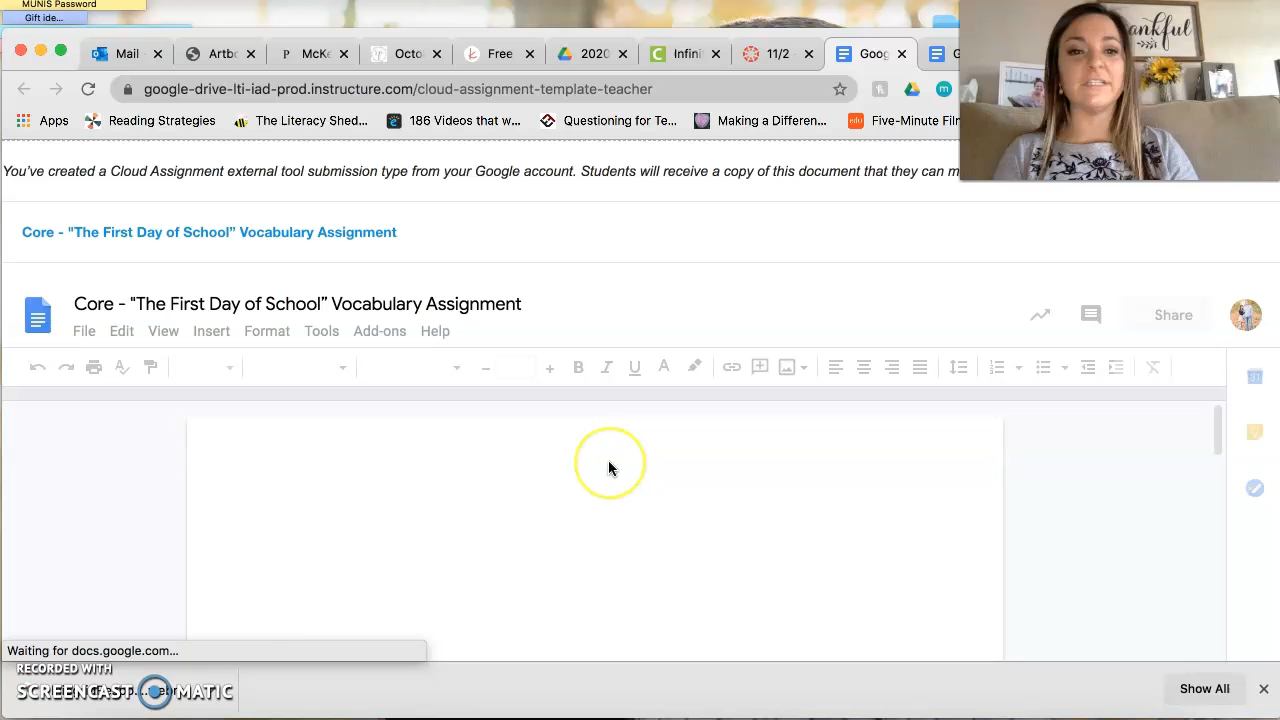 MUNIS Password
Gift ide...
Mail -
Artbo
McKe
Octo
Free
2020
Infini
11/2
Goog
G
google-drive-lti-iad-prod.instructure.com/cloud-assignment-template-teacher
Apps
Reading Strategies
The Literacy Shed...
186 Videos that w...
Questioning for Te...
Making a Differen...
Five-Minute Film
thankful
You've created a Cloud Assignment external tool submission type from your Google account. Students will receive a copy of this document that they can m
Core - "The First Day of School” Vocabulary Assignment
Core - "The First Day of School” Vocabulary Assignment
File Edit View Insert Format Tools Add-ons Help
Share
Waiting for docs.google.com...
RECORDED WITH
SCREENCAST MATIC
Show All